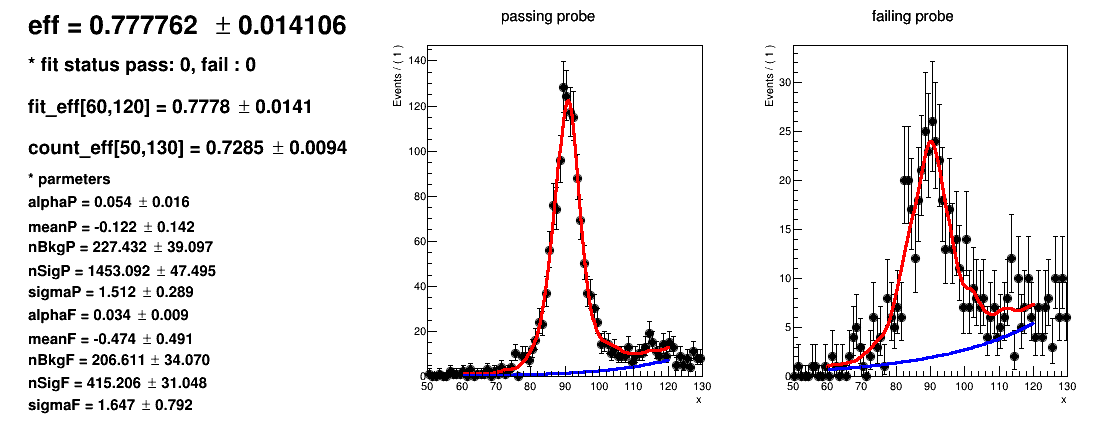 eff = 0.777762 ± 0.014106
* fit status pass: 0, fail : 0
fit_eff[60,120] = 0.7778 ± 0.0141
count_eff[50,130] = 0.7285 ± 0.0094
* parmeters
alphaP = 0.054 ± 0.016
meanP = -0.122 ± 0.142
nBkgP = 227.432 ± 39.097
nSigP = 1453.092 ± 47.495
sigmaP = 1.512 ± 0.289
alphaF = 0.034 ± 0.009
meanF = -0.474 ± 0.491
nBkgF = 206.611 ± 34.070
nSigF = 415.206 ± 31.048
sigmaF = 1.647 ± 0.792
passing probe
Events / ( 1 )
140
120
100
80
60
40
20
0
50 60 70 80 90 100 110 120 130
x
failing probe
Events / ( 1 )
30
25
20
15
10
5
0
50 60 70 80 90 100 110 120 130
x